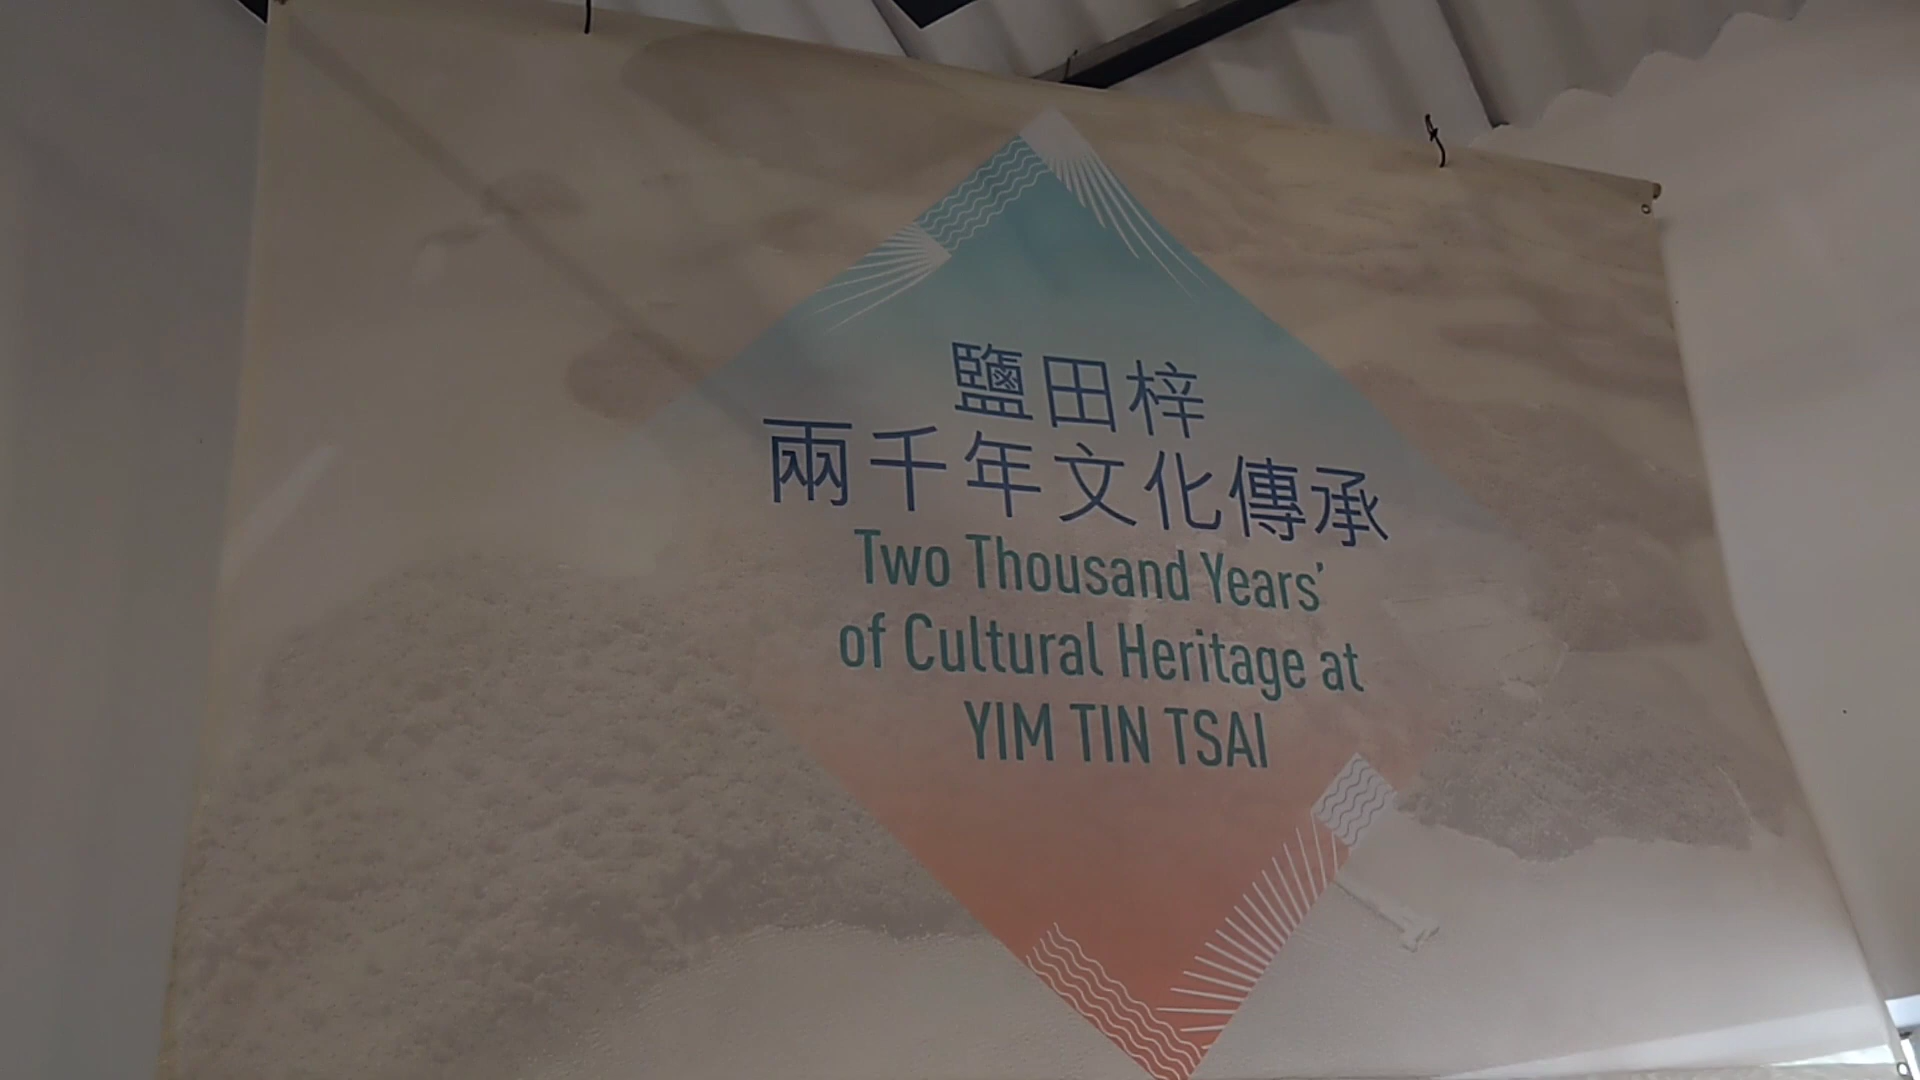 鹽田梓
兩千年文化傳承
Two Thousand Years'
of Cultural Heritage at
YIM TIN TSAI